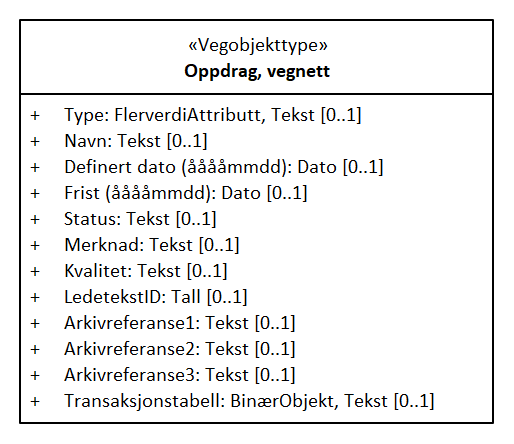 «Vegobjekttype»
Oppdrag, vegnett
+ Type: FlerverdiAttributt, Tekst [0..1]
+ Navn: Tekst [0..1]
+ Definert dato (ååååmmdd): Dato [0..1]
+ Frist (ååååmmdd): Dato [0..1]
+ Status: Tekst [0..1]
+ Merknad: Tekst [0..1]
+ Kvalitet: Tekst [0..1]
+ LedetekstID: Tall [0..1]
+ Arkivreferanse1: Tekst [0..1]
+ Arkivreferanse2: Tekst [0..1]
+ Arkivreferanse3: Tekst [0..1]
+ Transaksjonstabell: BinærObjekt, Tekst [0..1]